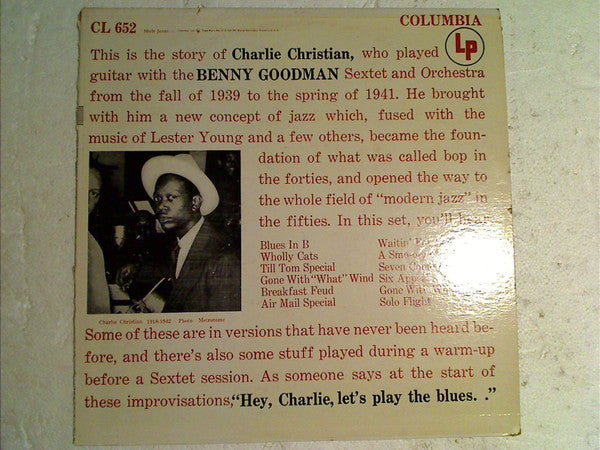 CL 652
COLUMBIA
Lp
This is the story of Charlie Christian, who played
guitar with the BENNY GOODMAN Sextet and Orchestra
from the fall of 1939 to the spring of 1941. He brought
with him a new concept of jazz which, fused with the
music of Lester Young and a few others, became the foun-
dation of what was called bop in
the forties, and opened the way to
the whole field of "modern jazz" in
the fifties. In this set, you'll hear
Blues In B
Wholly Cats
Till Tom Special
Gone With "What" Wind
Breakfast Feud
Air Mail Special
Waitin'
A
Seven
Six
Gone
Solo Flight
Charlie Christian 1918-1942 Photo Metronome
Some of these are in versions that have never been heard be-
fore, and there's also some stuff played during a warm-up
before a Sextet session. As someone says at the start of
these improvisations, "Hey, Charlie, let's play the blues. ."